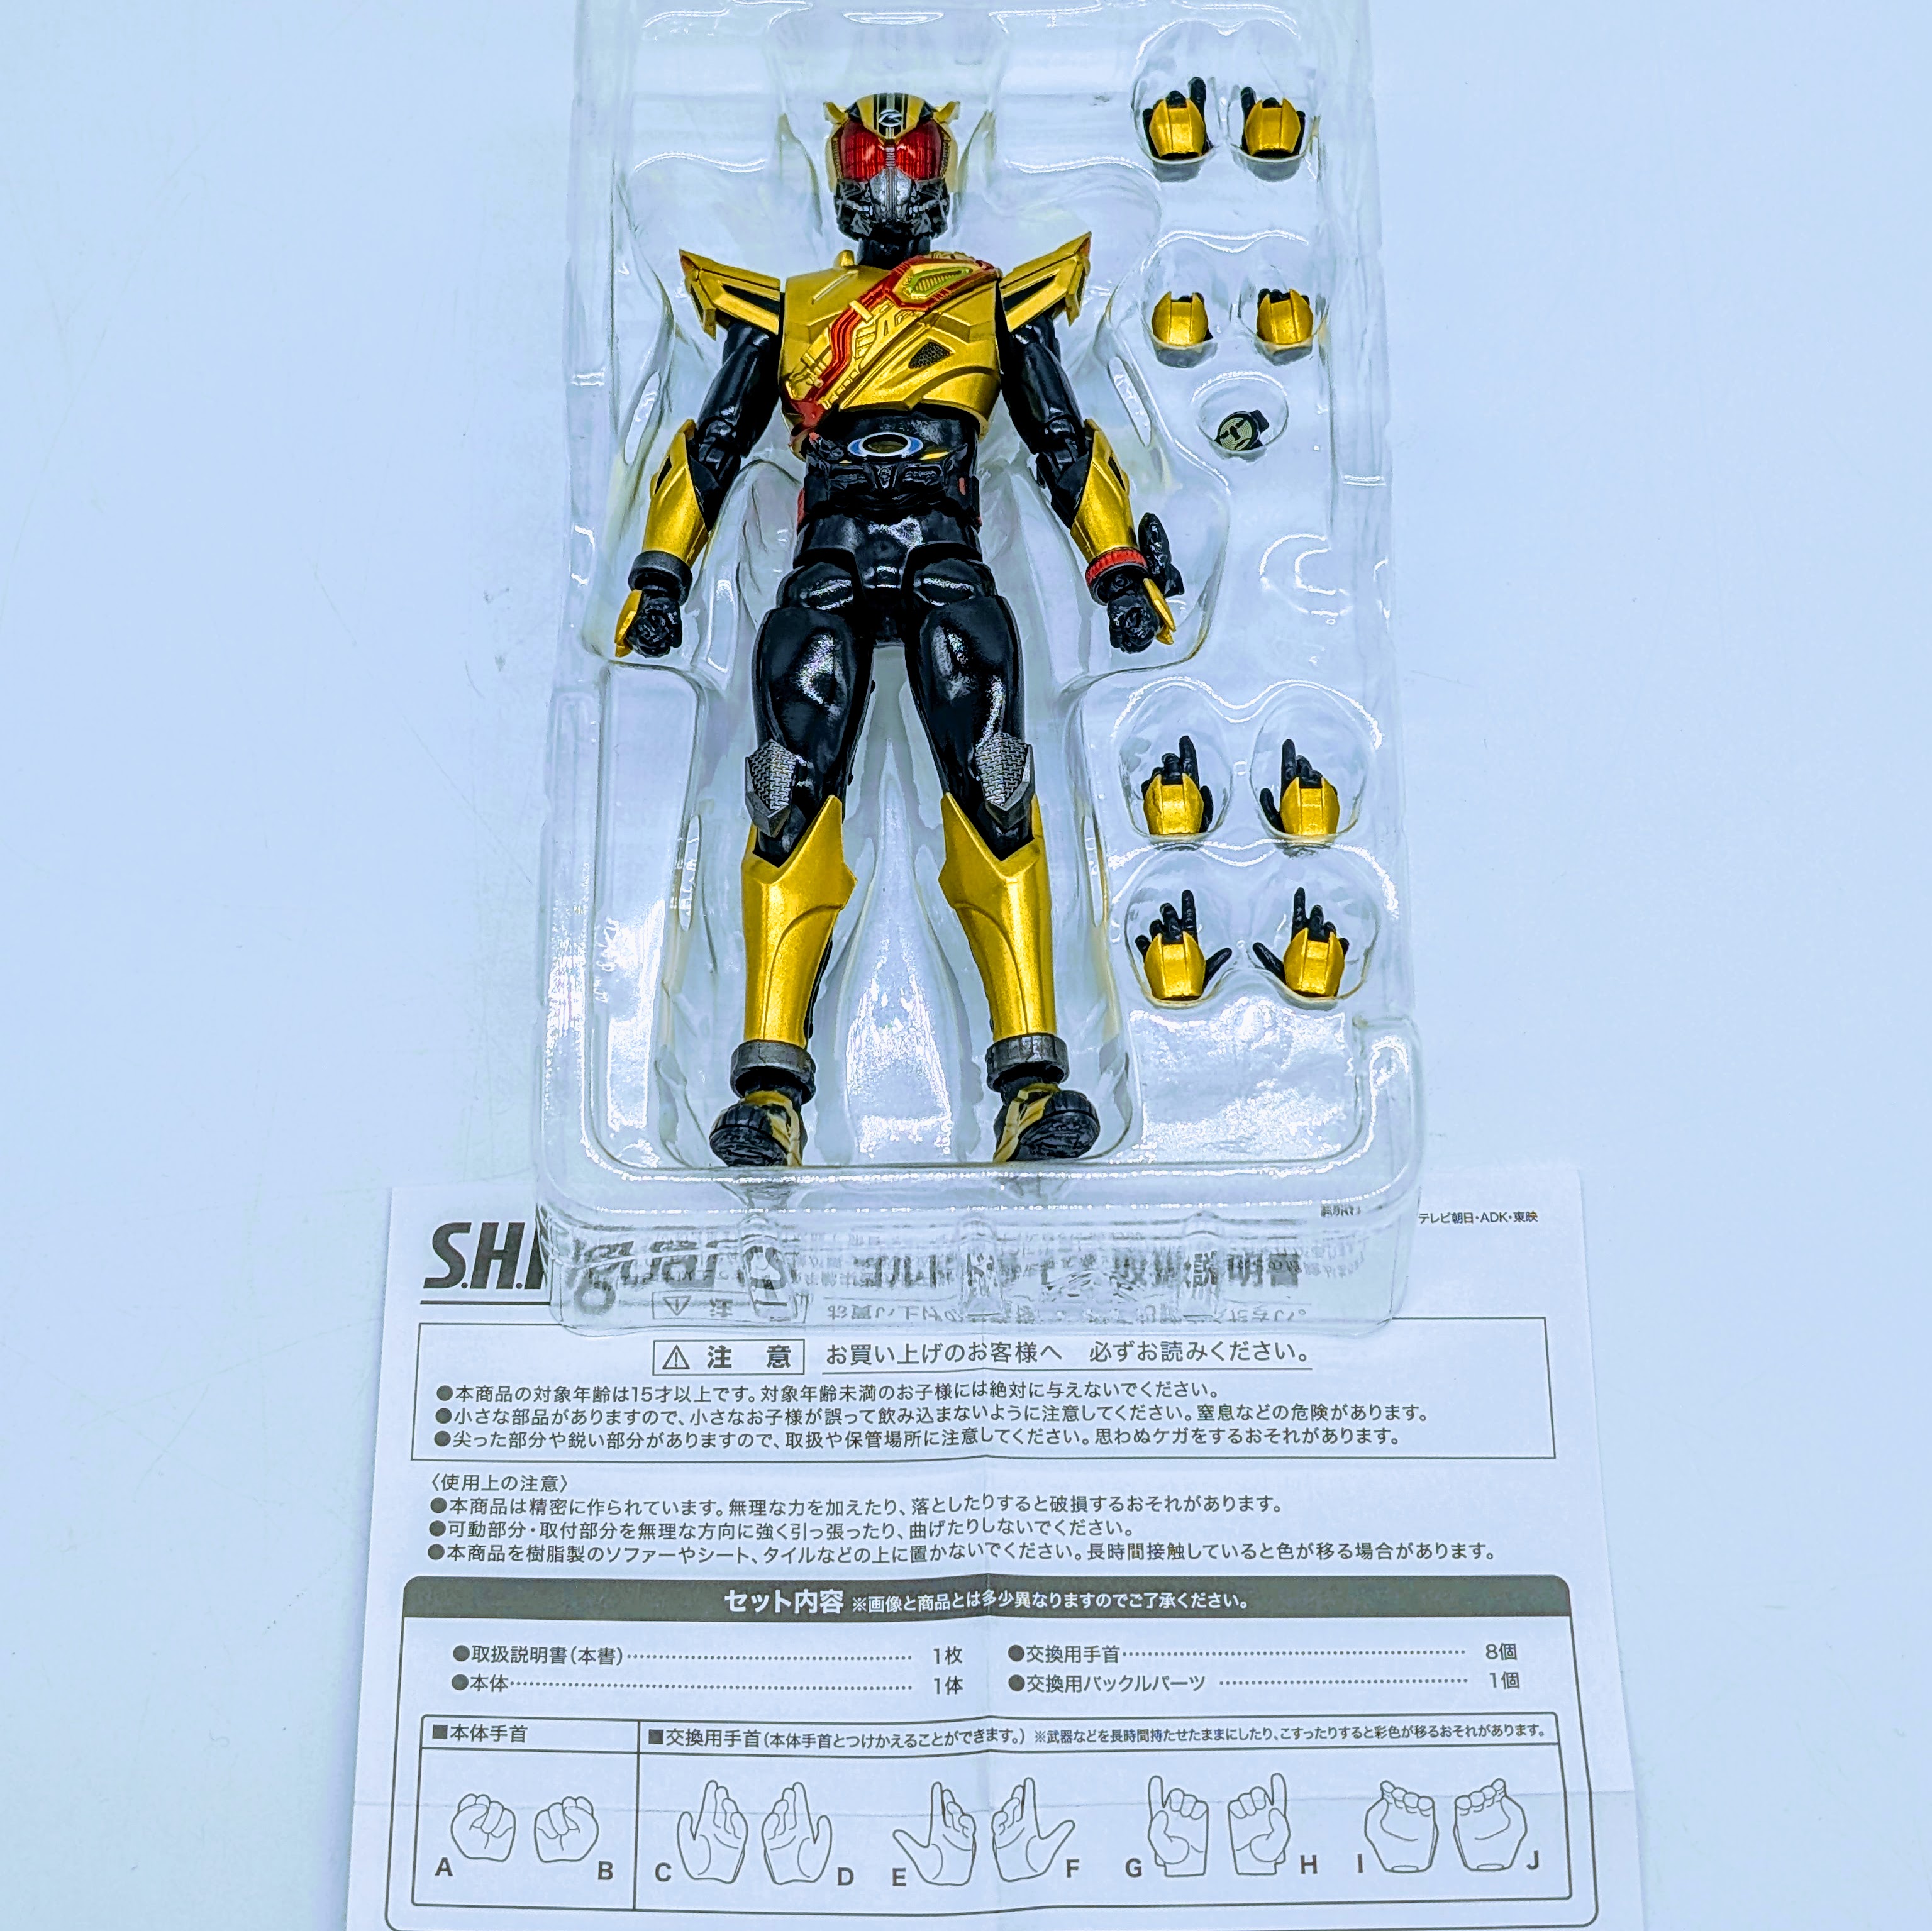 テレビ朝日・ADK・東映
S.H.Figuarts
取扱説明書
⚠ 注 意 お買い上げのお客様へ 必ずお読みください。
●本商品の対象年齢は15才以上です。対象年齢未満のお子様には絶対に与えないでください。
●小さな部品がありますので、小さなお子様が誤って飲み込まないように注意してください。窒息などの危険があります。
●尖った部分や鋭い部分がありますので、取扱や保管場所に注意してください。思わぬケガをするおそれがあります。
〈使用上の注意〉
●本商品は精密に作られています。無理な力を加えたり、落としたりすると破損するおそれがあります。
●可動部分・取付部分を無理な方向に強く引っ張ったり、曲げたりしないでください。
●本商品を樹脂製のソファーやシート、タイルなどの上に置かないでください。長時間接触していると色が移る場合があります。
セット内容 ※画像と商品とは多少異なりますのでご了承ください。
●取扱説明書(本書)‥‥‥‥‥‥‥‥‥‥‥‥ 1枚 ●交換用手首‥‥‥‥‥‥‥‥‥‥‥‥‥‥ 8個
●本体‥‥‥‥‥‥‥‥‥‥‥‥‥‥‥‥‥ 1体 ●交換用バックルパーツ ‥‥‥‥‥‥‥‥‥‥ 1個
■本体手首 ■交換用手首(本体手首とつけかえることができます。) ※武器などを長時間持たせたままにしたり、こすったりすると彩色が移るおそれがあります。
A B C D E F G H I J